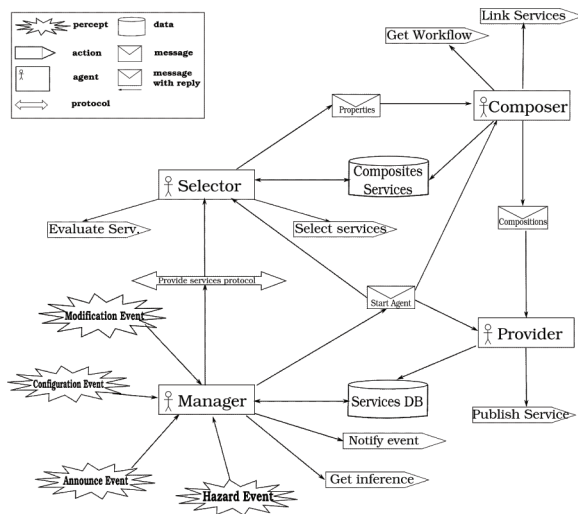 percept
data
action
message
agent
message
with reply
protocol
Link Services
Get Workflow
Properties
Composer
Selector
Composites
Services
Evaluate Serv.
Select services
Compositions
Provide services protocol
Start Agent
Modification Event
Provider
Configuration Event
Manager
Services DB
Publish Service
Notify event
Announce Event
Get inference
Hazard Event